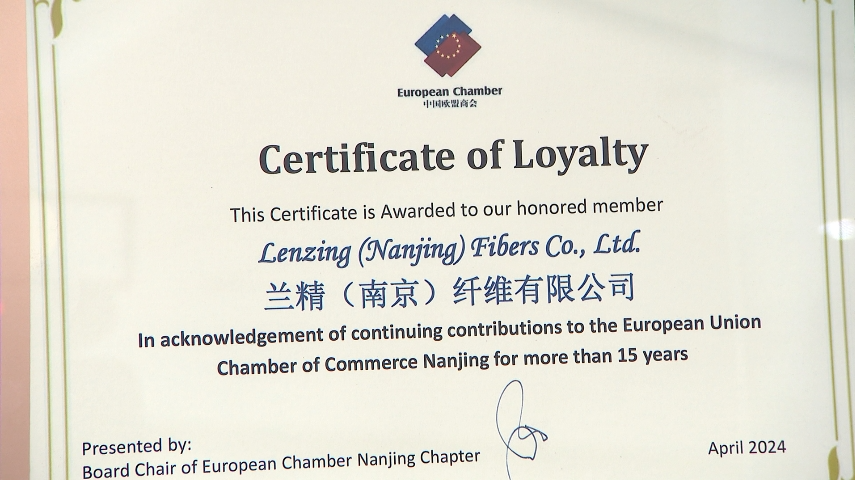 European Chamber
中国欧盟商会
Certificate of Loyalty
This Certificate is Awarded to our honored member
Lenzing (Nanjing) Fibers Co., Ltd.
兰精（南京）纤维有限公司
In acknowledgement of continuing contributions to the European Union
Chamber of Commerce Nanjing for more than 15 years
Presented by:
Board Chair of European Chamber Nanjing Chapter
April 2024